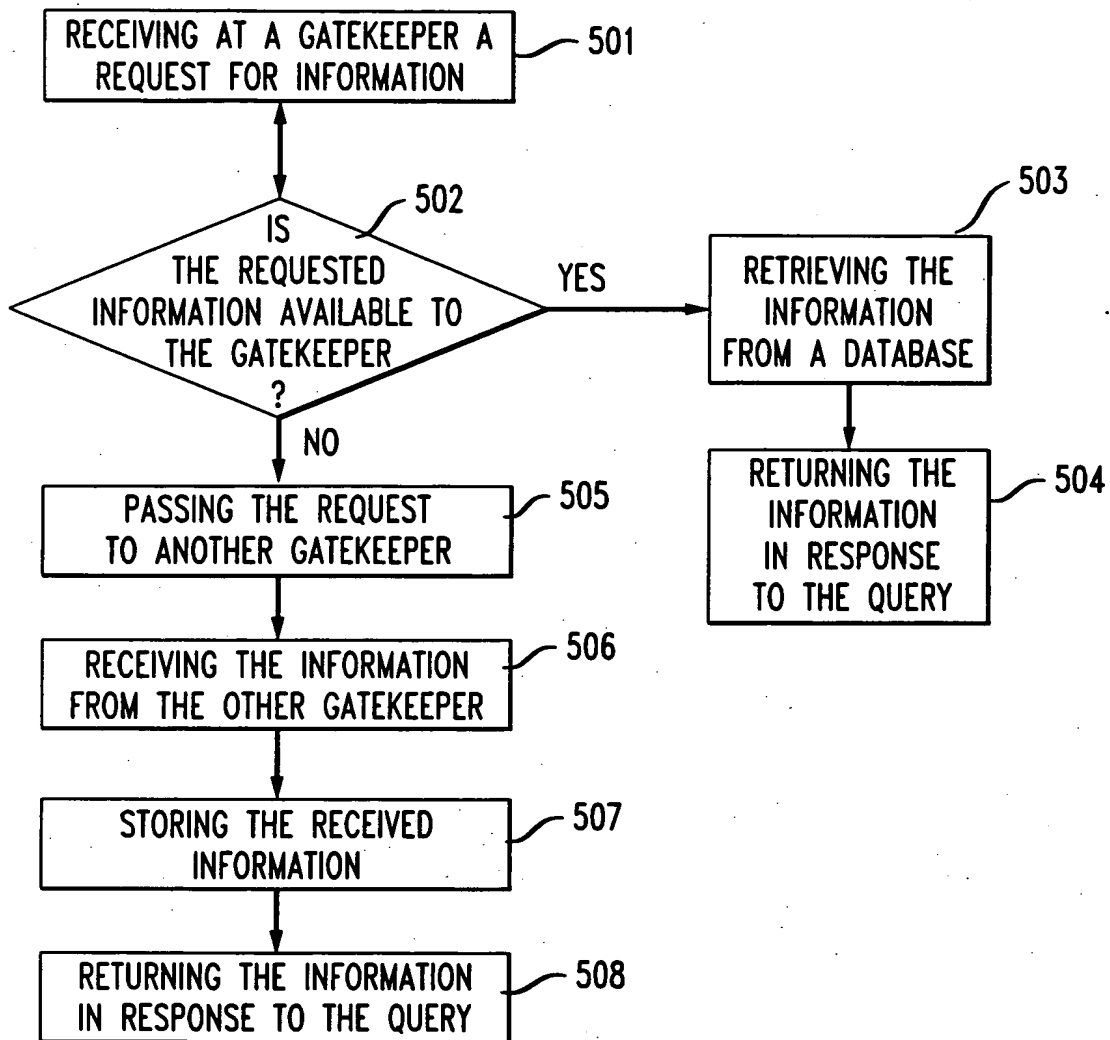 RECEIVING AT A GATEKEEPER A
REQUEST FOR INFORMATION
501
502
IS
THE REQUESTED
INFORMATION AVAILABLE TO
THE GATEKEEPER
?
YES
503
RETRIEVING THE
INFORMATION
FROM A DATABASE
RETURNING THE
INFORMATION
IN RESPONSE
TO THE QUERY
504
NO
PASSING THE REQUEST
TO ANOTHER GATEKEEPER
505
RECEIVING THE INFORMATION
FROM THE OTHER GATEKEEPER
506
STORING THE RECEIVED
INFORMATION
507
RETURNING THE INFORMATION
IN RESPONSE TO THE QUERY
508